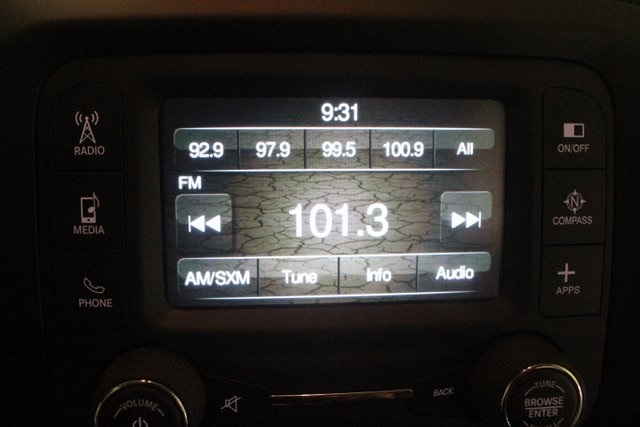 9:31
92.9 97.9 99.5 100.9 All
FM
101.3
AM/SXM Tune Info Audio
RADIO
MEDIA
PHONE
ON/OFF
N
COMPASS
APPS
VOLUME
BACK
TUNE
BROWSE
ENTER